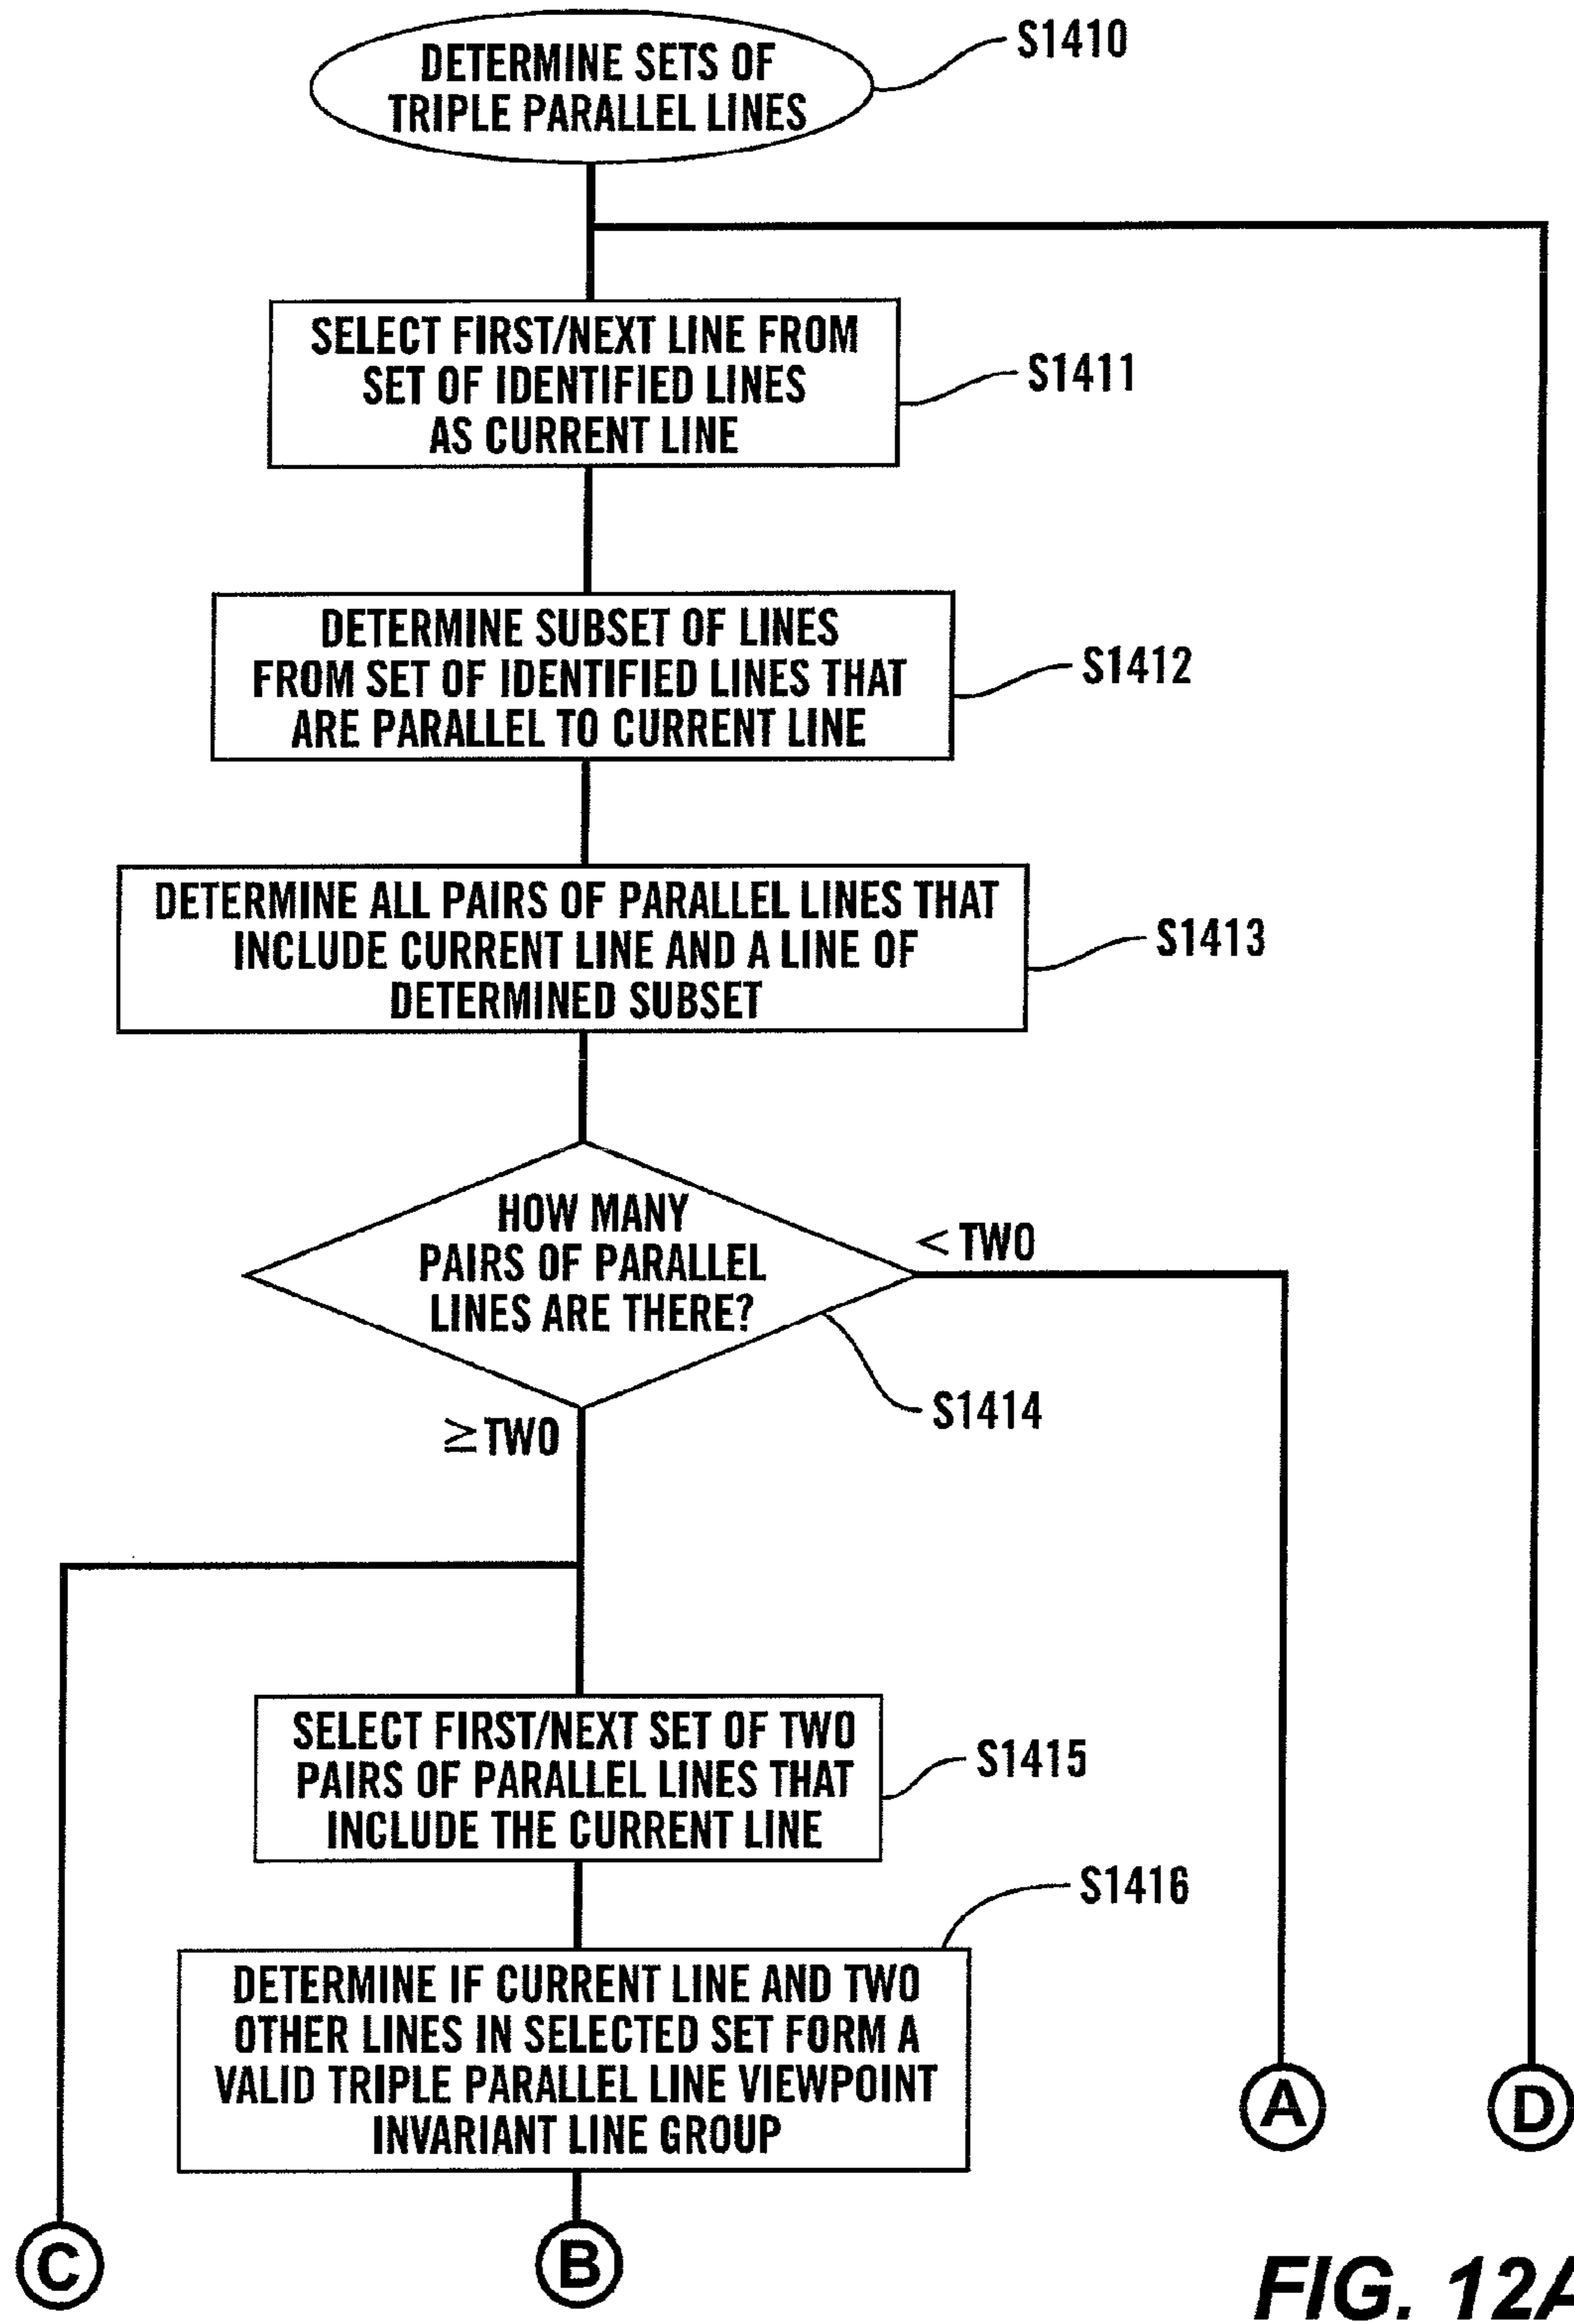 DETERMINE SETS OF
TRIPLE PARALLEL LINES
S1410
SELECT FIRST/NEXT LINE FROM
SET OF IDENTIFIED LINES
AS CURRENT LINE
S1411
DETERMINE SUBSET OF LINES
FROM SET OF IDENTIFIED LINES THAT
ARE PARALLEL TO CURRENT LINE
S1412
DETERMINE ALL PAIRS OF PARALLEL LINES THAT
INCLUDE CURRENT LINE AND A LINE OF
DETERMINED SUBSET
S1413
HOW MANY
PAIRS OF PARALLEL
LINES ARE THERE?
< TWO
S1414
≥ TWO
SELECT FIRST/NEXT SET OF TWO
PAIRS OF PARALLEL LINES THAT
INCLUDE THE CURRENT LINE
S1415
S1416
DETERMINE IF CURRENT LINE AND TWO
OTHER LINES IN SELECTED SET FORM A
VALID TRIPLE PARALLEL LINE VIEWPOINT
INVARIANT LINE GROUP
A
D
C
B
FIG. 12A